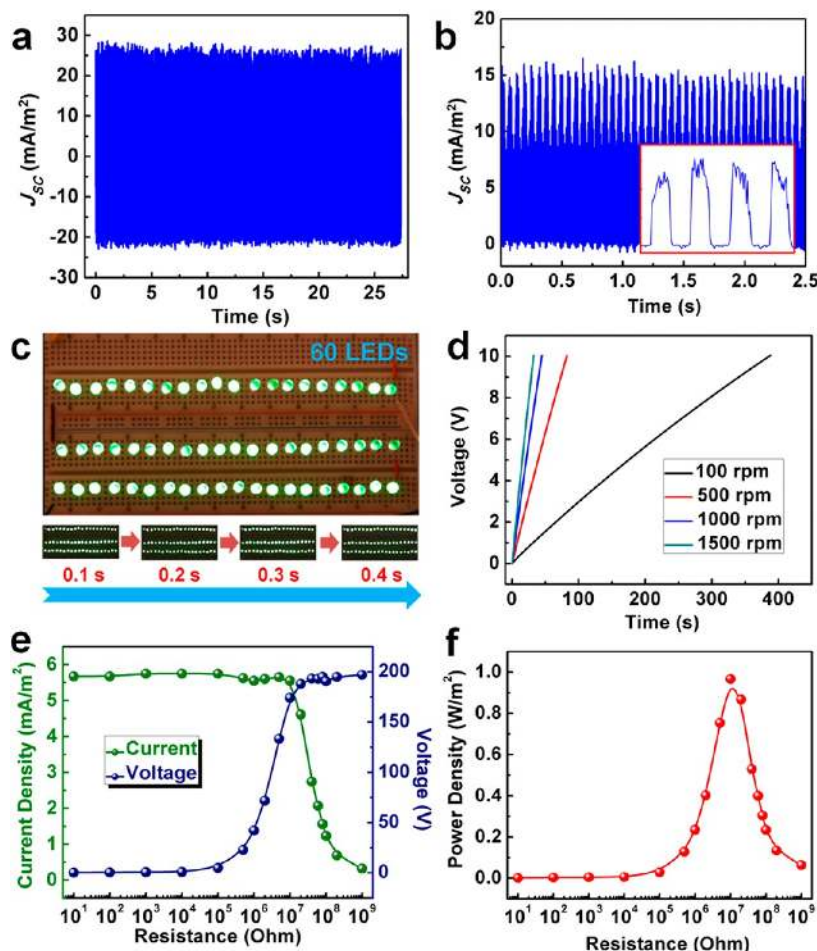 a
J_SC (mA/m²)
30
20
10
0
-10
-20
-30
0 5 10 15 20 25
Time (s)
b
J_SC (mA/m²)
20
15
10
5
0
0.0 0.5 1.0 1.5 2.0 2.5
Time (s)
c
60 LEDs
0.1 s 0.2 s 0.3 s 0.4 s
d
Voltage (V)
12
10
8
6
4
2
0
100 rpm
500 rpm
1000 rpm
1500 rpm
0 100 200 300 400
Time (s)
e
Current Density (mA/m²)
6
5
4
3
2
1
0
Current
Voltage
200
150
100
50
0
Voltage (V)
10¹ 10² 10³ 10⁴ 10⁵ 10⁶ 10⁷ 10⁸ 10⁹
Resistance (Ohm)
f
Power Density (W/m²)
1.2
1.0
0.8
0.6
0.4
0.2
0.0
10¹ 10² 10³ 10⁴ 10⁵ 10⁶ 10⁷ 10⁸ 10⁹
Resistance (Ohm)